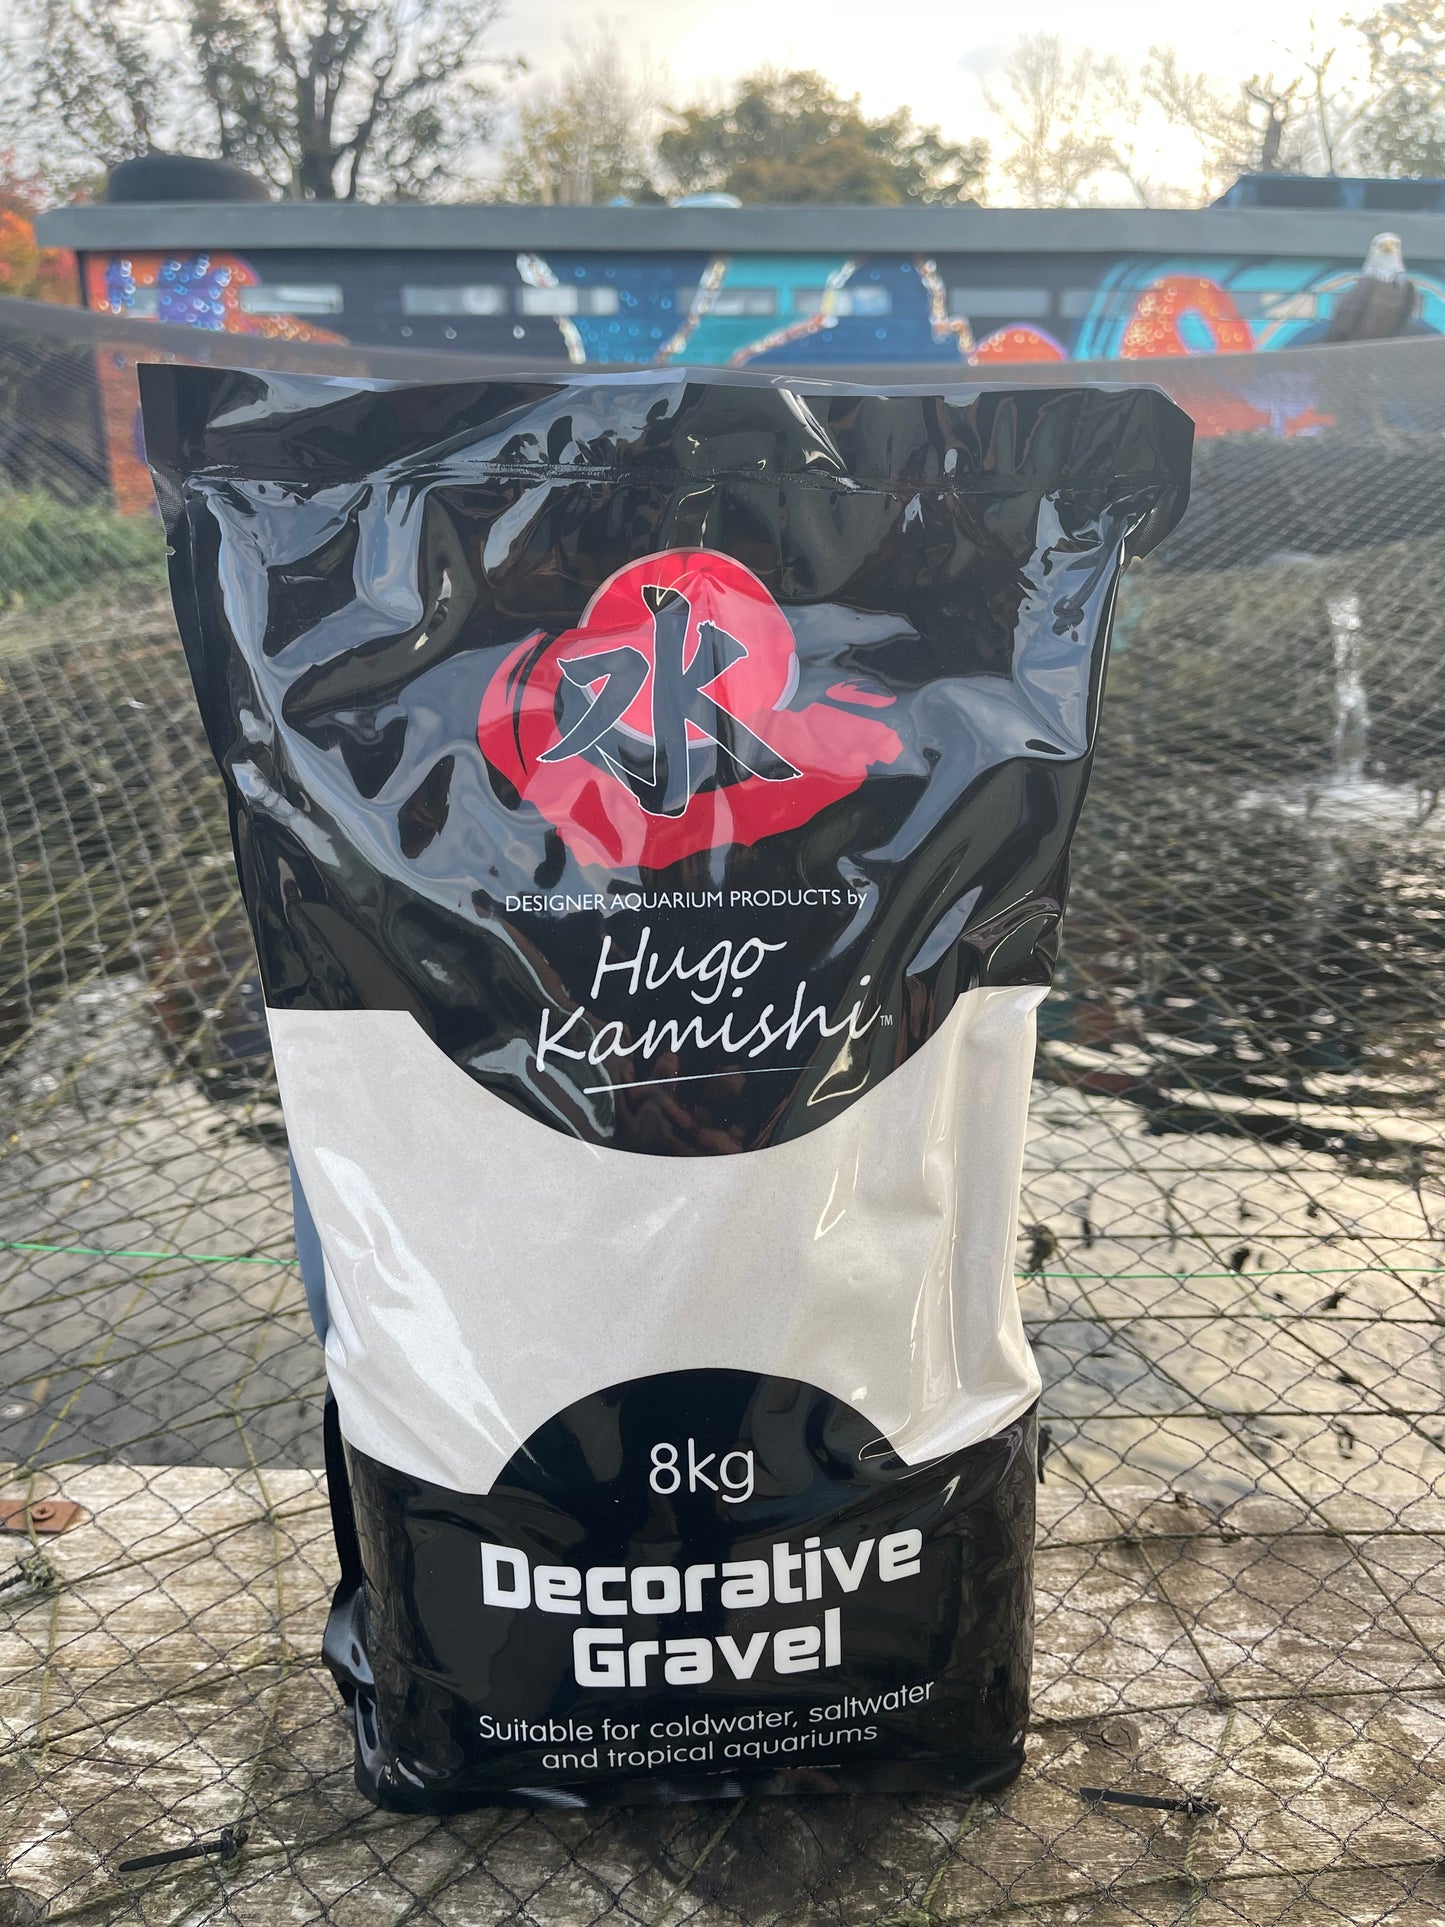 水
DESIGNER AQUARIUM PRODUCTS by
Hugo
Kamishi™
8kg
Decorative
Gravel
Suitable for coldwater, saltwater
and tropical aquariums